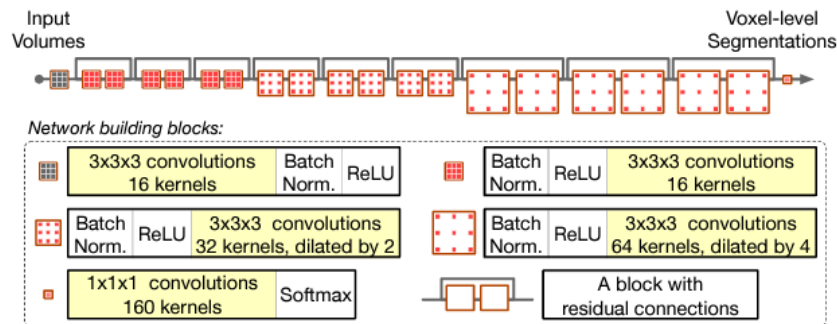 Input
Volumes
Voxel-level
Segmentations
Network building blocks:
3x3x3 convolutions
16 kernels
Batch
Norm.
ReLU
Batch
Norm.
ReLU
3x3x3 convolutions
16 kernels
Batch
Norm.
ReLU
3x3x3 convolutions
32 kernels, dilated by 2
Batch
Norm.
ReLU
3x3x3 convolutions
64 kernels, dilated by 4
1x1x1 convolutions
160 kernels
Softmax
A block with
residual connections